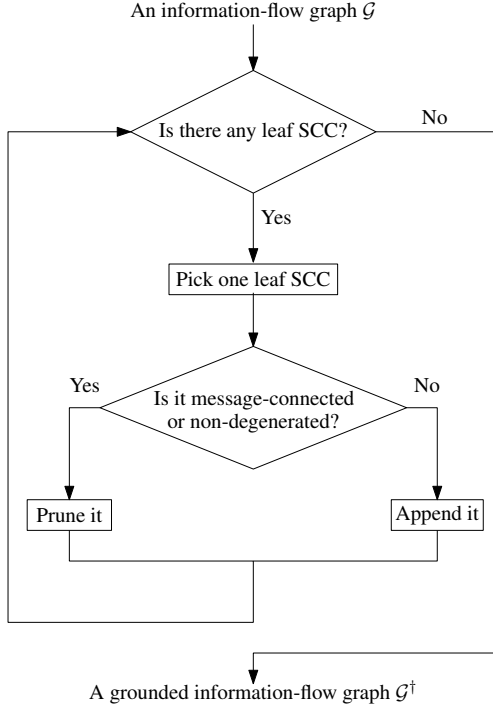 An information-flow graph 𝒢
Is there any leaf SCC?
No
Yes
Pick one leaf SCC
Yes
Is it message-connected
or non-degenerated?
No
Prune it
Append it
A grounded information-flow graph 𝒢†